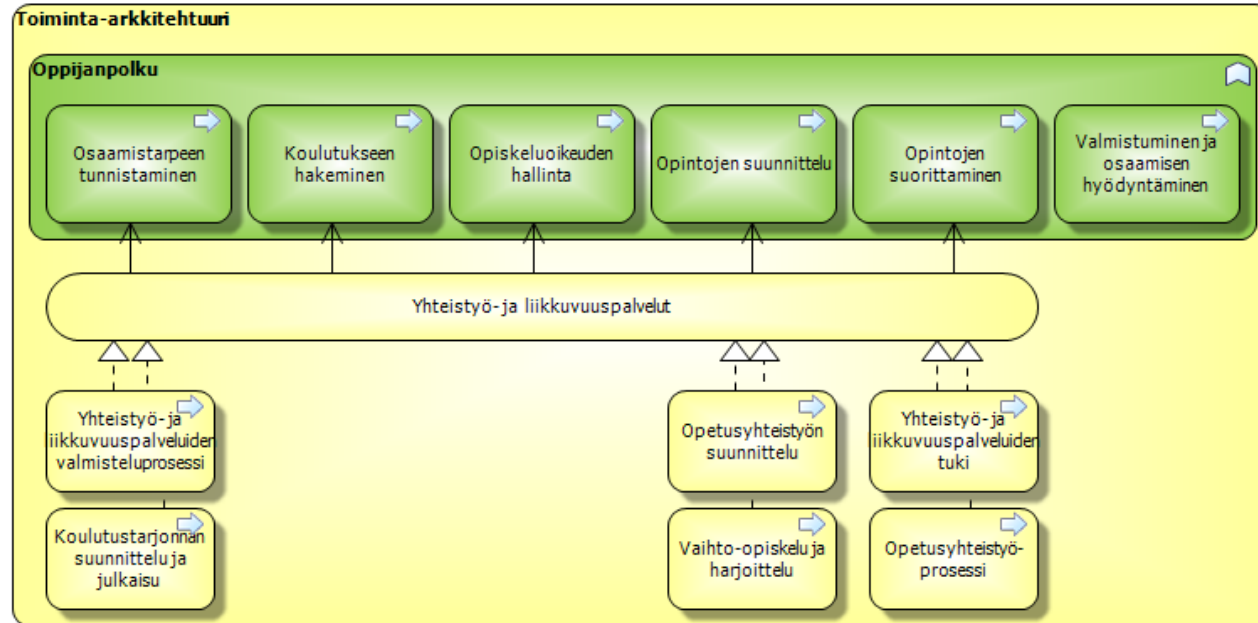 Toiminta-arkkitehtuuri
Oppijanpolku
Osaamistarpeen
tunnistaminen
Koulutukseen
hakeminen
Opiskeluoikeuden
hallinta
Opintojen suunnittelu
Opintojen
suorittaminen
Valmistuminen ja
osaamisen
hyödyntäminen
Yhteistyö- ja liikkuvuuspalvelut
Yhteistyö- ja
liikkuvuuspalveluiden
valmisteluprosessi
Opetusyhteistyön
suunnittelu
Yhteistyö- ja
liikkuvuuspalveluiden
tuki
Koulutustarjonnan
suunnittelu ja
julkaisu
Vaihto-opiskelu ja
harjoittelu
Opetusyhteistyö-
prosessi